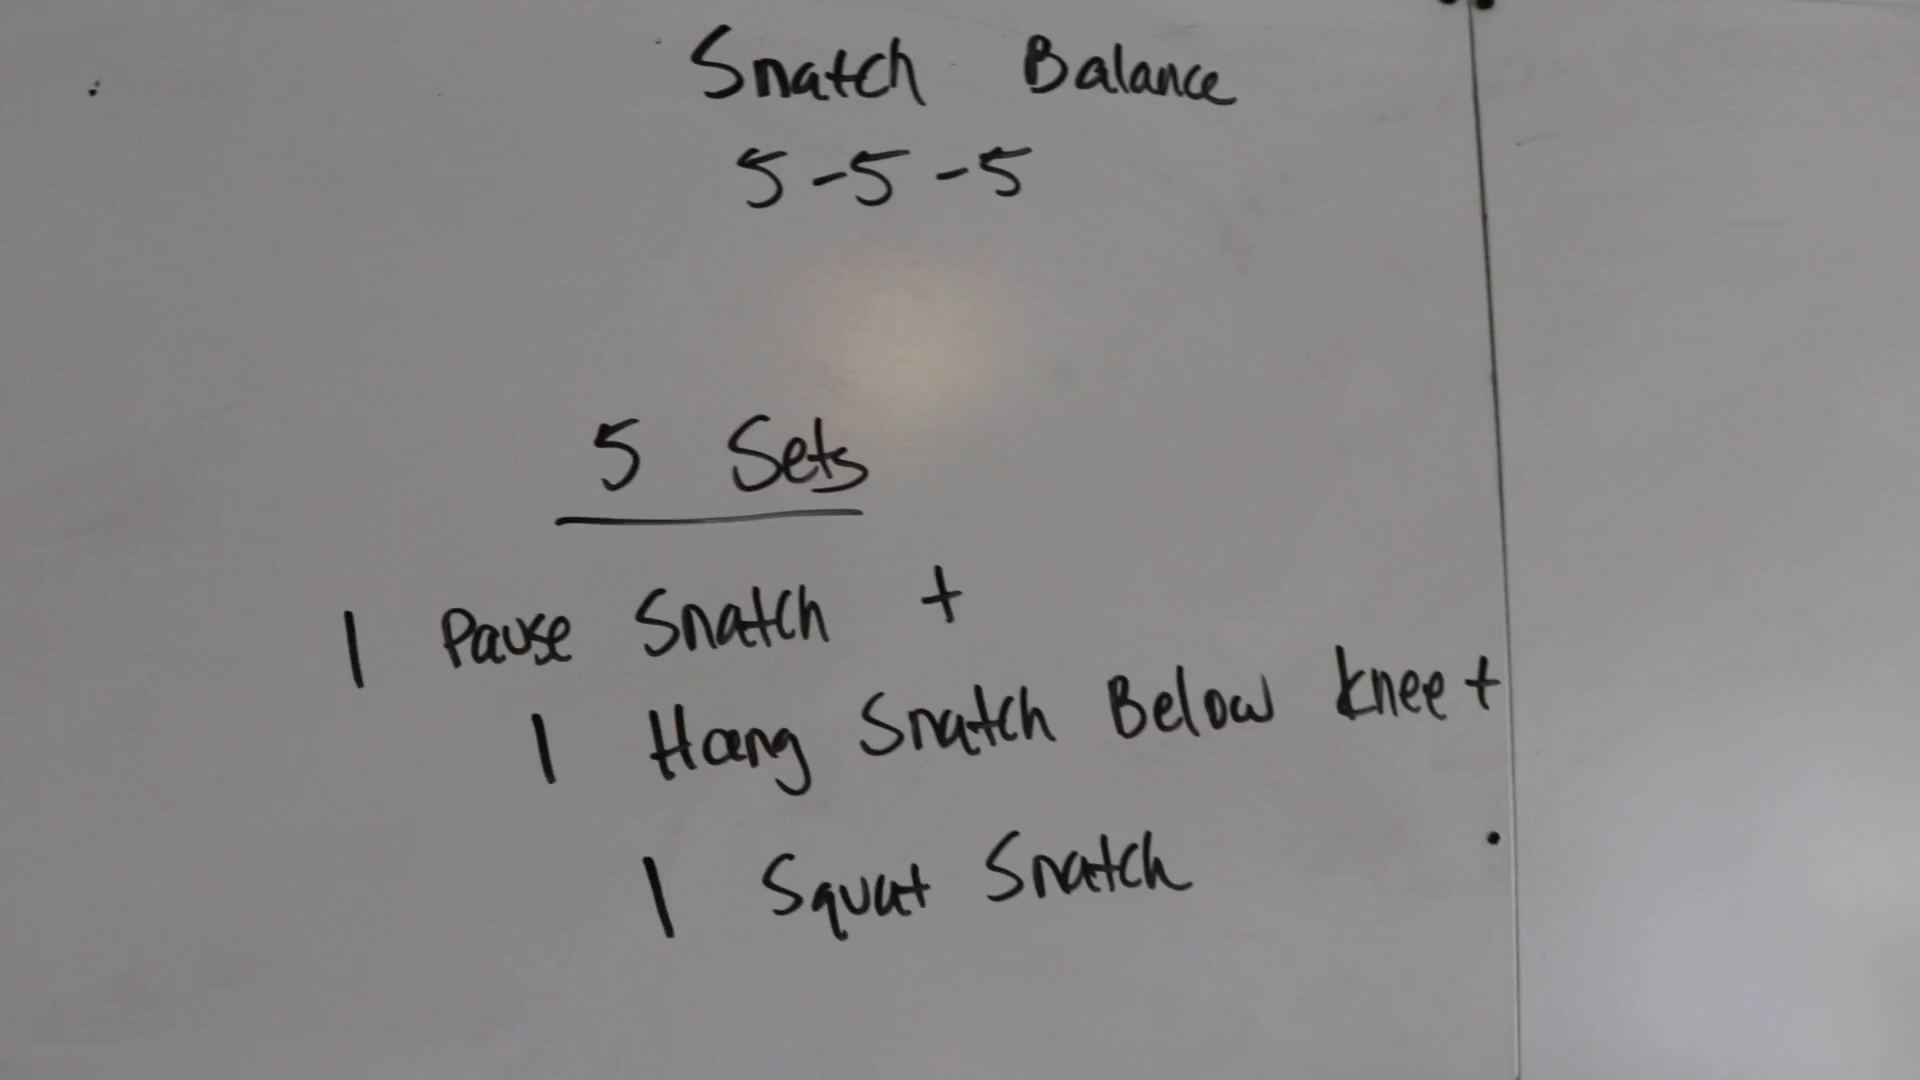 Snatch Balance
5-5-5
5 Sets
1 Pause Snatch +
1 Hang Snatch Below knee +
1 Squat Snatch